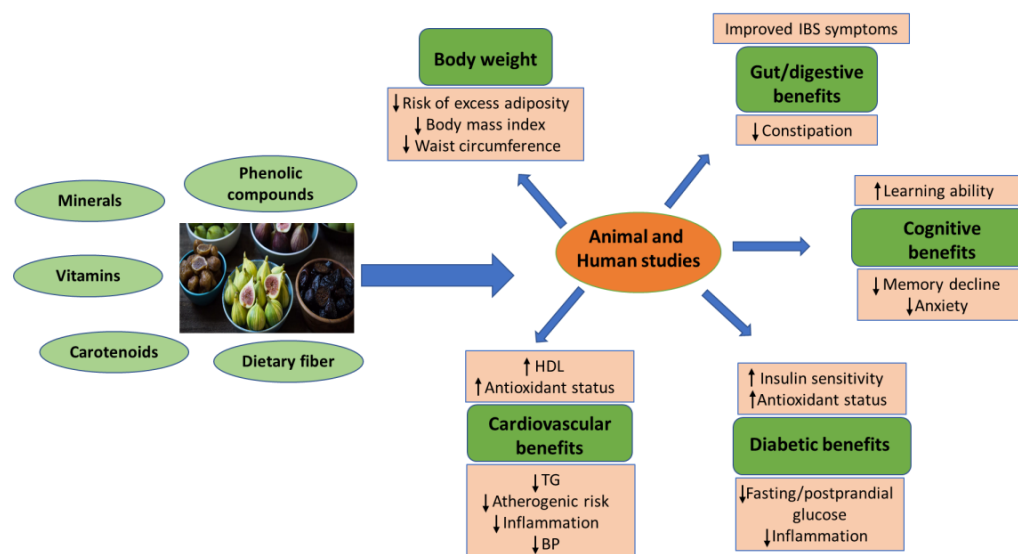 Minerals
Phenolic
compounds
Vitamins
Carotenoids
Dietary fiber
Body weight
↓Risk of excess adiposity
↓ Body mass index
↓ Waist circumference
Improved IBS symptoms
Gut/digestive
benefits
↓ Constipation
Animal and
Human studies
↑Learning ability
Cognitive
benefits
↓Memory decline
↓Anxiety
↑ HDL
↑Antioxidant status
Cardiovascular
benefits
↓TG
↓Atherogenic risk
↓Inflammation
↓BP
↑ Insulin sensitivity
↑Antioxidant status
Diabetic benefits
↓Fasting/postprandial
glucose
↓Inflammation